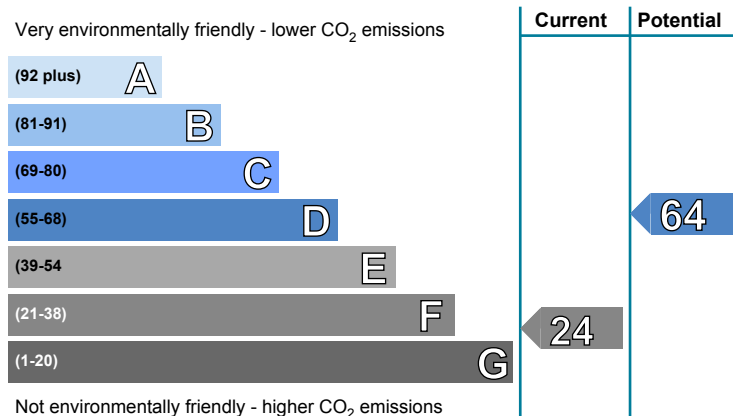 Current Potential
Very environmentally friendly - lower CO2 emissions
(92 plus) A
(81-91) B
(69-80) C
(55-68) D
64
(39-54 E
(21-38) F
24
(1-20) G
Not environmentally friendly - higher CO2 emissions